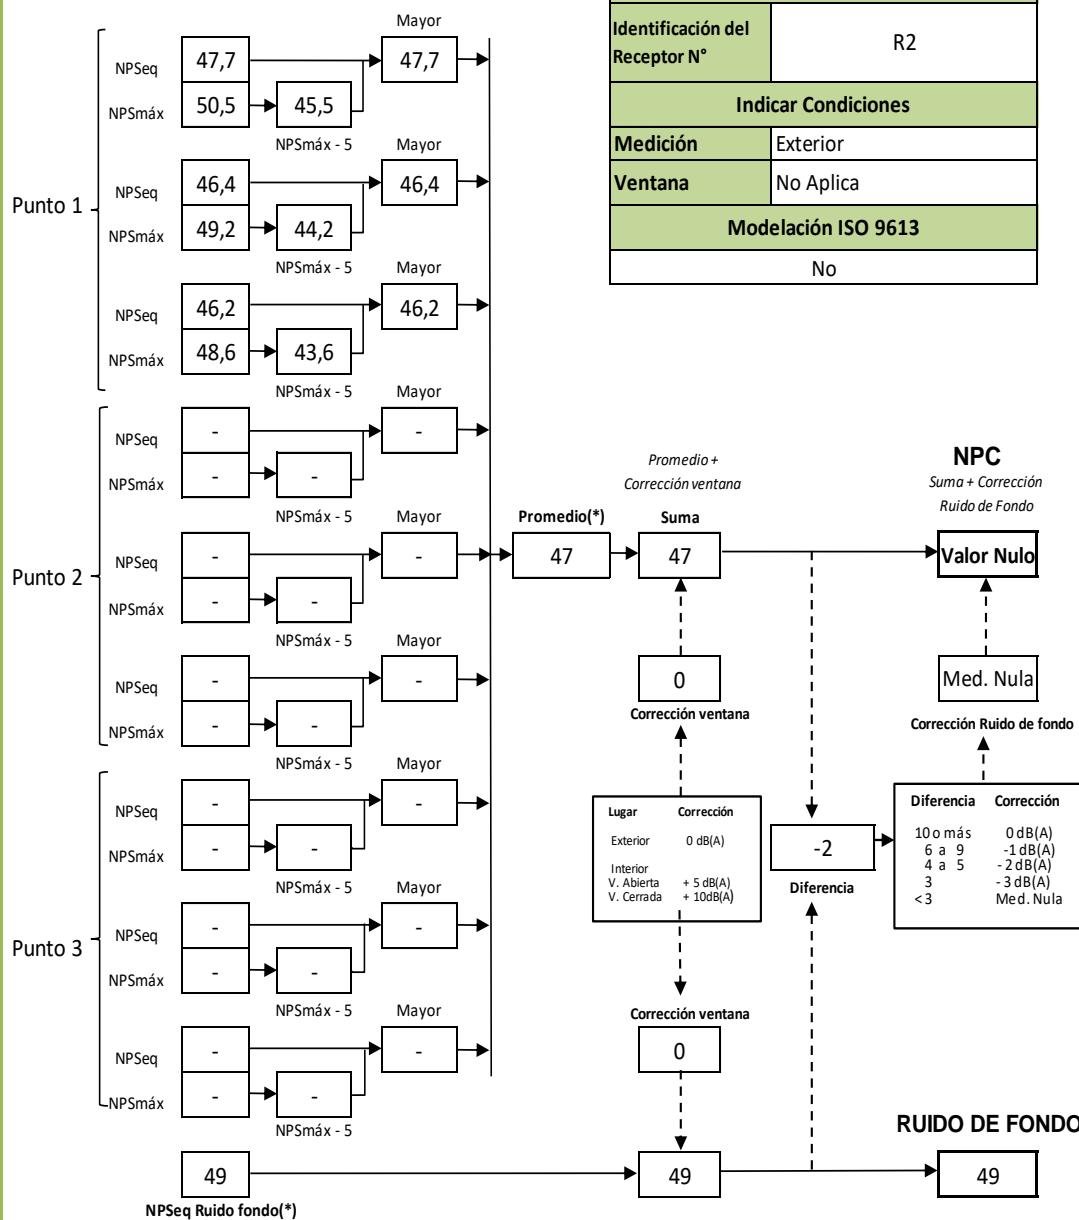 Identificación del
Receptor N°
R2
Indicar Condiciones
Medición Exterior
Ventana No Aplica
Modelación ISO 9613
No
Punto 1
Mayor
NPSeq 47,7 47,7
NPSmáx 50,5 45,5
NPSmáx - 5 Mayor
NPSeq 46,4 46,4
NPSmáx 49,2 44,2
NPSmáx - 5 Mayor
NPSeq 46,2 46,2
NPSmáx 48,6 43,6
NPSmáx - 5 Mayor
Punto 2
NPSeq - -
NPSmáx - -
NPSmáx - 5 Mayor
NPSeq - -
NPSmáx - -
NPSmáx - 5 Mayor
NPSeq - -
NPSmáx - -
NPSmáx - 5 Mayor
Punto 3
NPSeq - -
NPSmáx - -
NPSmáx - 5 Mayor
NPSeq - -
NPSmáx - -
NPSmáx - 5 Mayor
NPSeq - -
NPSmáx - -
NPSmáx - 5
Promedio(*)
47
Promedio +
Corrección ventana
Suma
47
0
Corrección ventana
Lugar Corrección
Exterior 0 dB(A)
Interior
V. Abierta + 5 dB(A)
V. Cerrada + 10dB(A)
Corrección ventana
0
NPC
Suma + Corrección
Ruido de Fondo
Valor Nulo
Med. Nula
Corrección Ruido de fondo
Diferencia Corrección
10 o más 0 dB(A)
6 a 9 -1 dB(A)
4 a 5 - 2 dB(A)
3 - 3 dB(A)
< 3 Med. Nula
-2
Diferencia
RUIDO DE FONDO
49 49 49
NPSeq Ruido fondo(*)